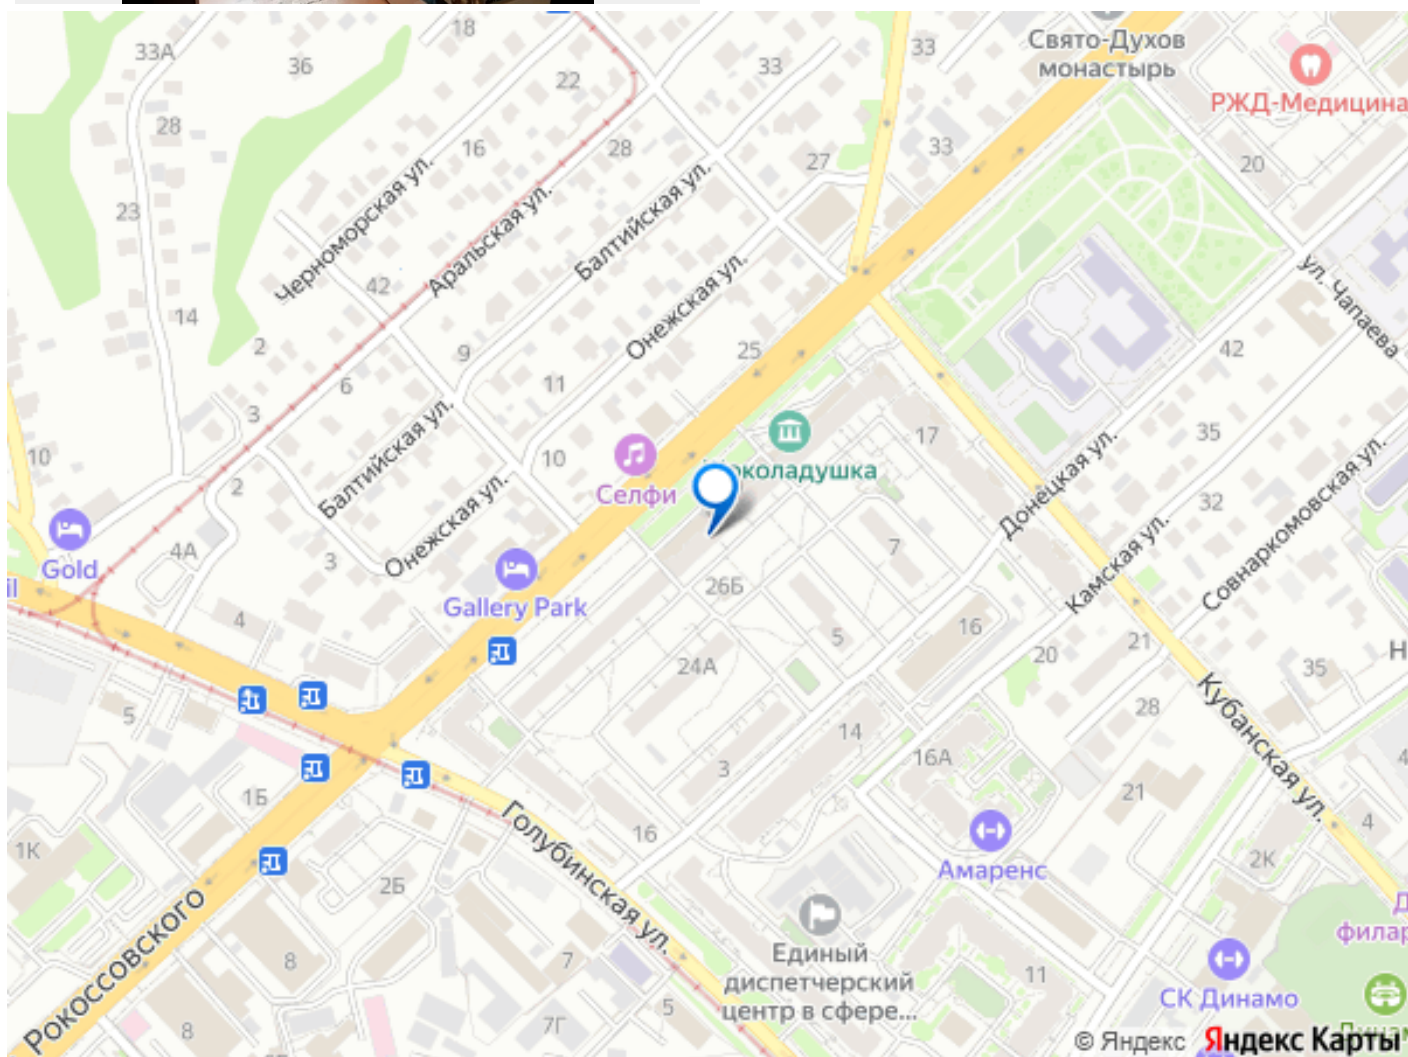 18
33А
36
33
33
Свято-Духов
монастырь
РЖД-Медицина
22
28
16
28
27
33
20
Черноморская ул.
Аральская ул.
Балтийская ул.
23
Онежская ул.
ул. Чапаева
42
14
2
9
25
42
6
11
3
Балтийская ул.
10
10
Селфи
17
35
Донецкая ул.
2
Онежская ул.
32
Камская ул.
Совнаркомовская ул.
4А
3
Gold
7
Gallery Park
26Б
4
5
16
20
21
24А
35
Н
5
28
14
Кубанская ул.
16А
3
1Б
21
4
16
1К
Голубинская ул.
Амаренс
2К
2Б
Рокоссовского
Единый
диспетчерский
центр в сфере...
8
7
11
СК Динамо
5
7Г
8
© Яндекс
Яндекс Карты